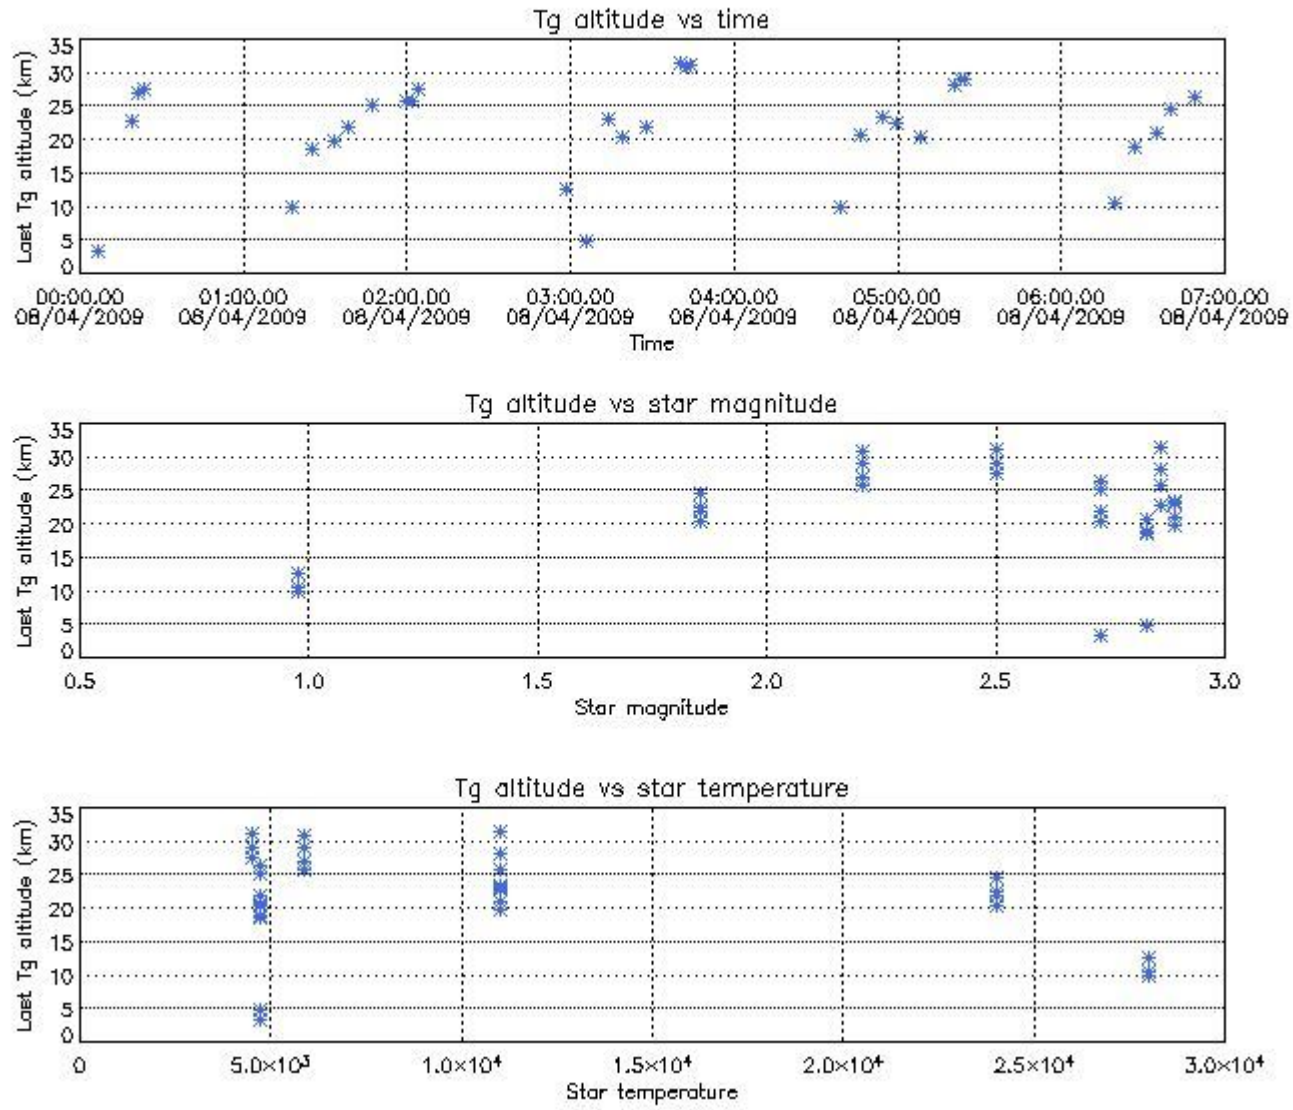 Tg altitude vs time
Last Tg altitude (km)
35
30
25
20
15
10
5
0
00:00.00 01:00.00 02:00.00 03:00.00 04:00.00 05:00.00 06:00.00 07:00.00
08/04/2009 08/04/2009 08/04/2009 08/04/2009 08/04/2009 08/04/2009 08/04/2009 08/04/2009
Time
Tg altitude vs star magnitude
Last Tg altitude (km)
35
30
25
20
15
10
5
0
0.5 1.0 1.5 2.0 2.5 3.0
Star magnitude
Tg altitude vs star temperature
Last Tg altitude (km)
35
30
25
20
15
10
5
0
0 5.0×10³ 1.0×10⁴ 1.5×10⁴ 2.0×10⁴ 2.5×10⁴ 3.0×10⁴
Star temperature